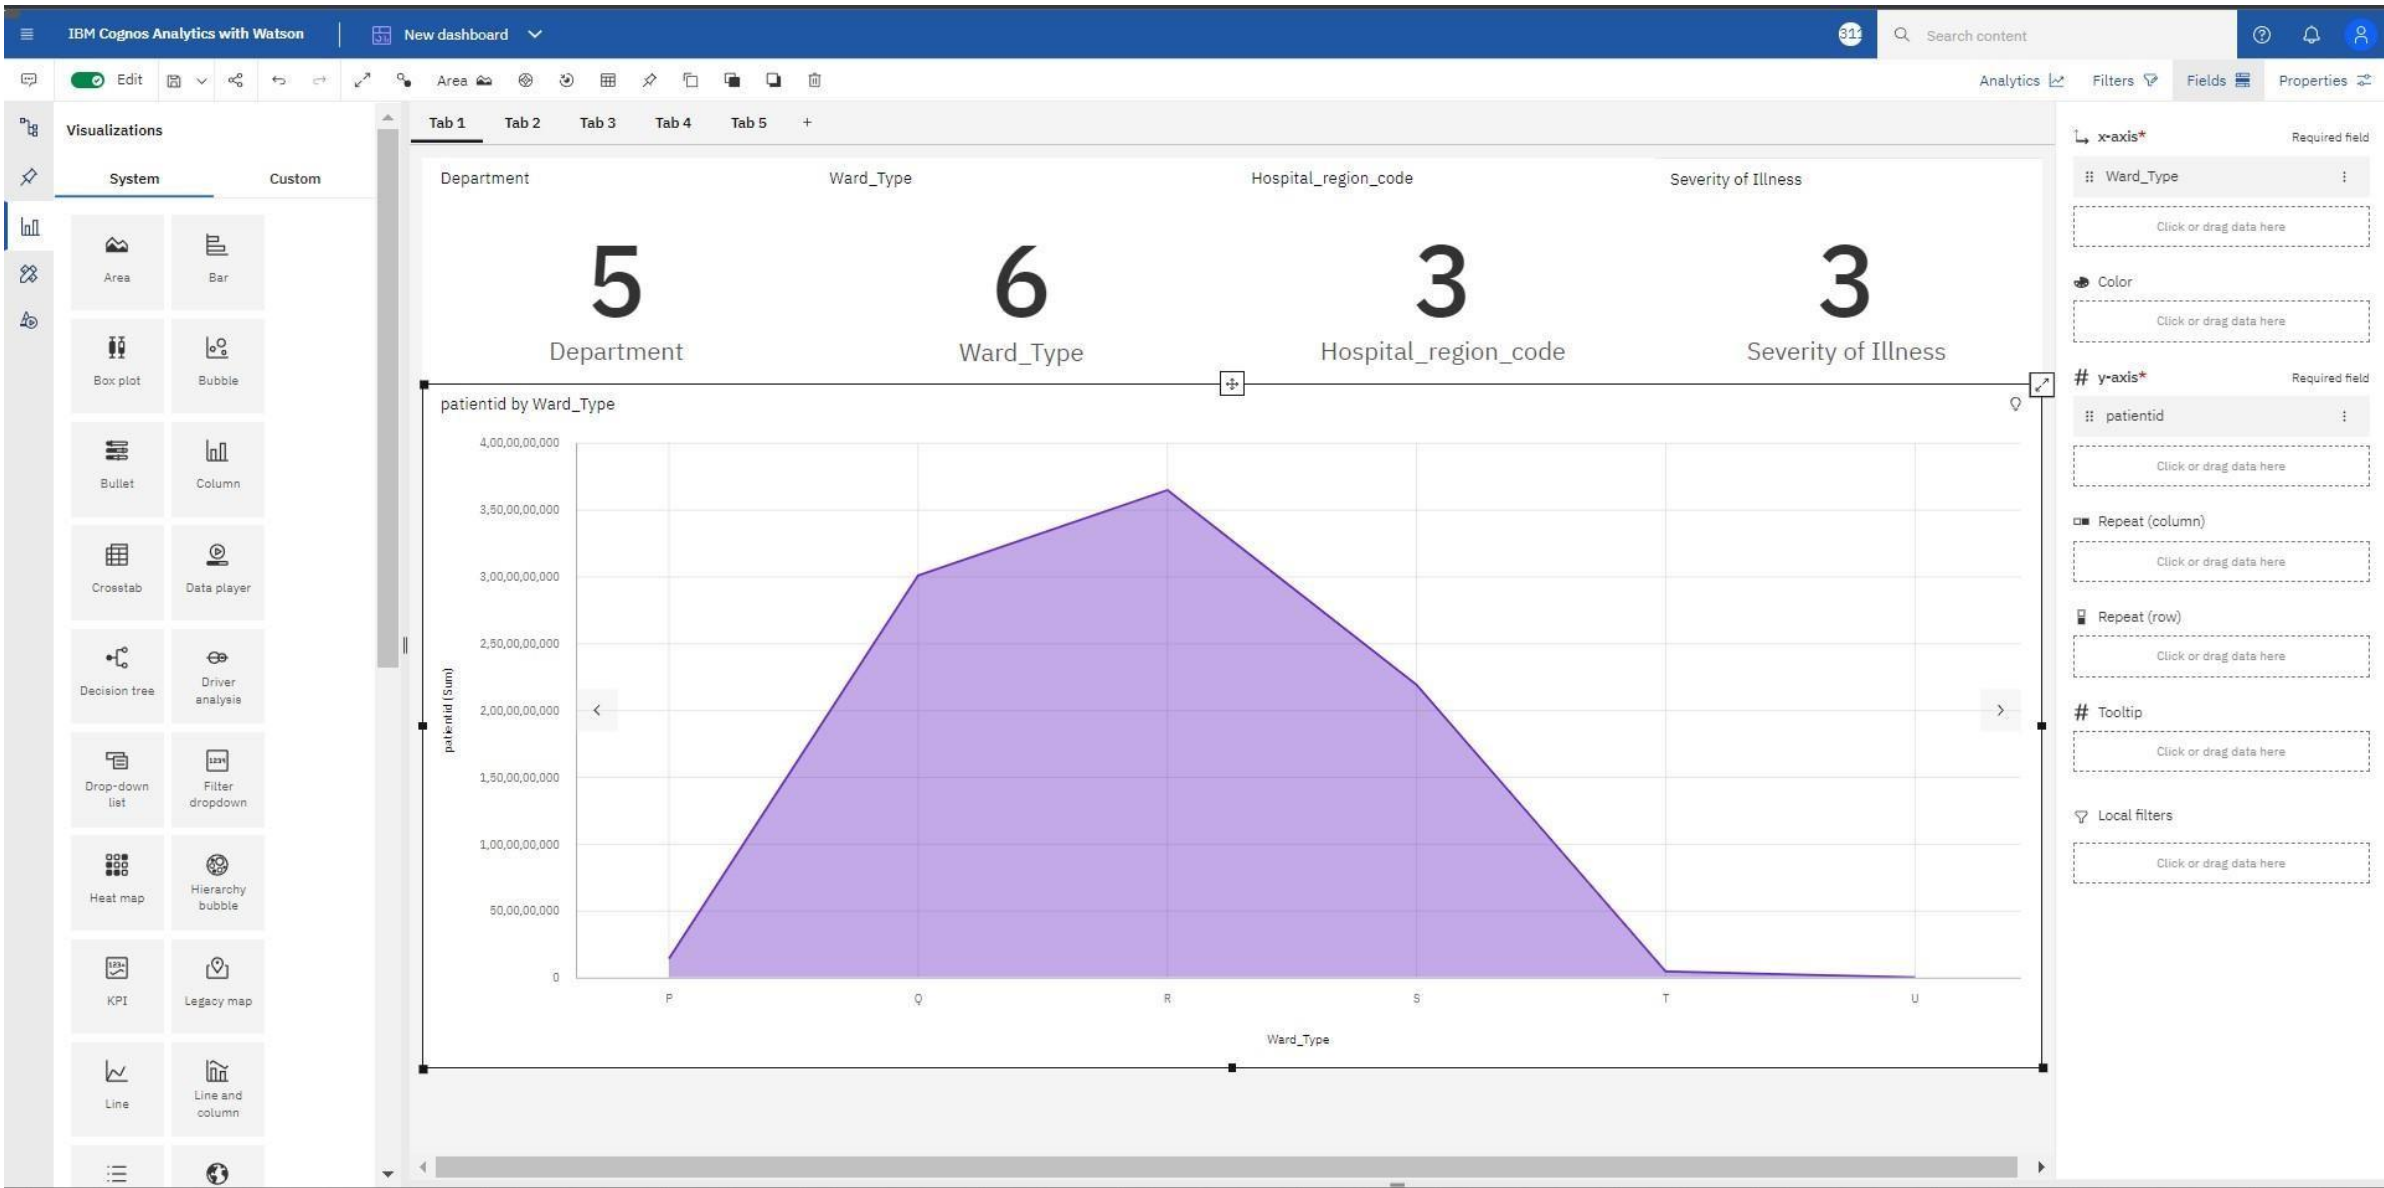 IBM Cognos Analytics with Watson
New dashboard
Search content
Edit
Area
Analytics
Filters
Fields
Properties
Visualizations
System
Custom
Area
Bar
Box plot
Bubble
Bullet
Column
Crosstab
Data player
Decision tree
Driver
analysis
Drop-down
list
Filter
dropdown
Heat map
Hierarchy
bubble
KPI
Legacy map
Line
Line and
column
Tab 1
Tab 2
Tab 3
Tab 4
Tab 5
+
Department
Ward_Type
Hospital_region_code
Severity of Illness
5
6
3
3
Department
Ward_Type
Hospital_region_code
Severity of Illness
patientid by Ward_Type
4,00,00,00,000
3,50,00,00,000
3,00,00,00,000
2,50,00,00,000
2,00,00,00,000
1,50,00,00,000
1,00,00,00,000
50,00,00,000
0
patientid (Sum)
P
Q
R
S
T
U
Ward_Type
x-axis*
Required field
Ward_Type
Click or drag data here
Color
Click or drag data here
# y-axis*
Required field
patientid
Click or drag data here
Repeat (column)
Click or drag data here
Repeat (row)
Click or drag data here
# Tooltip
Click or drag data here
Local filters
Click or drag data here